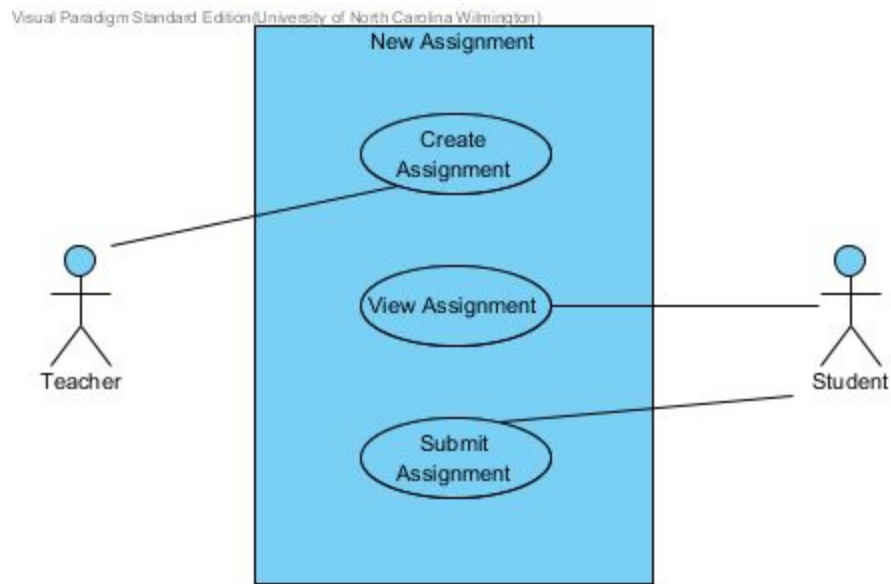 Visual Paradigm Standard Edition(University of North Carolina Wilmington)
New Assignment
Create
Assignment
View Assignment
Teacher
Student
Submit
Assignment